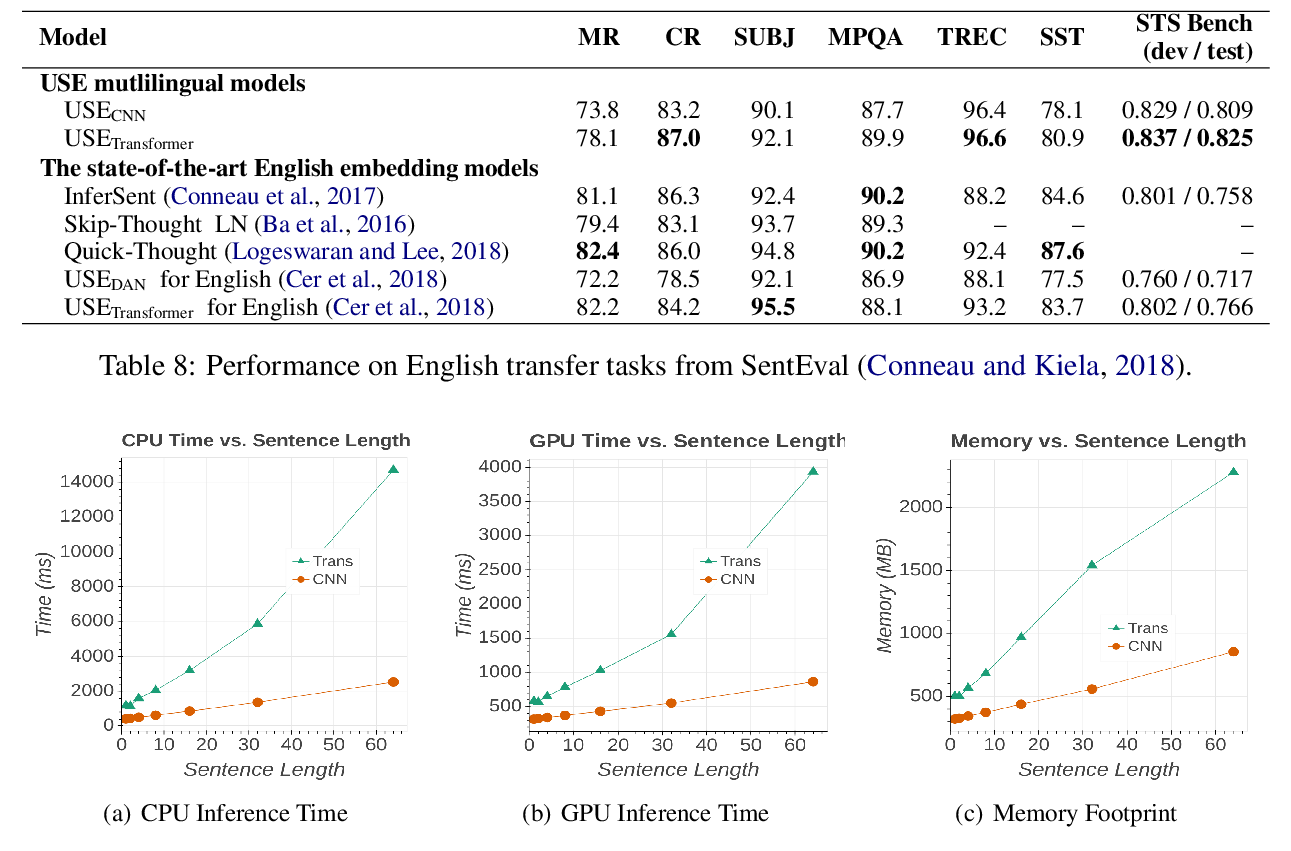 Model MR CR SUBJ MPQA TREC SST STS Bench (dev / test)
USE mutlilingual models
USECNN 73.8 83.2 90.1 87.7 96.4 78.1 0.829 / 0.809
USETransformer 78.1 87.0 92.1 89.9 96.6 80.9 0.837 / 0.825
The state-of-the-art English embedding models
InferSent (Conneau et al., 2017) 81.1 86.3 92.4 90.2 88.2 84.6 0.801 / 0.758
Skip-Thought LN (Ba et al., 2016) 79.4 83.1 93.7 89.3 – – –
Quick-Thought (Logeswaran and Lee, 2018) 82.4 86.0 94.8 90.2 92.4 87.6 –
USEDAN for English (Cer et al., 2018) 72.2 78.5 92.1 86.9 88.1 77.5 0.760 / 0.717
USETransformer for English (Cer et al., 2018) 82.2 84.2 95.5 88.1 93.2 83.7 0.802 / 0.766
Table 8: Performance on English transfer tasks from SentEval (Conneau and Kiela, 2018).
CPU Time vs. Sentence Length
Time (ms)
14000
12000
10000
8000
6000
4000
2000
0
Trans
CNN
0 10 20 30 40 50 60
Sentence Length
(a) CPU Inference Time
GPU Time vs. Sentence Length
Time (ms)
4000
3500
3000
2500
2000
1500
1000
500
Trans
CNN
0 10 20 30 40 50 60
Sentence Length
(b) GPU Inference Time
Memory vs. Sentence Length
Memory (MB)
2000
1500
1000
500
Trans
CNN
0 10 20 30 40 50 60
Sentence Length
(c) Memory Footprint